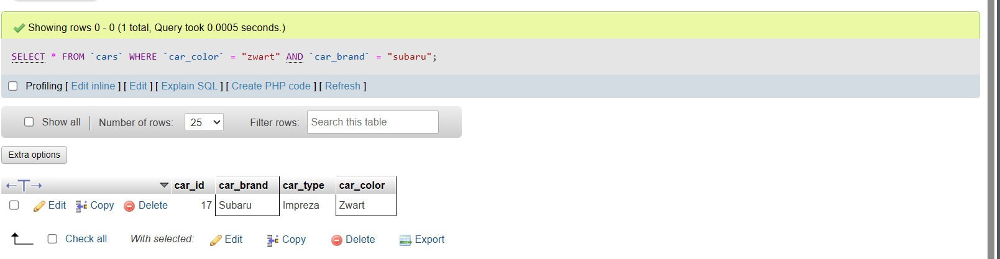 Showing rows 0 - 0 (1 total, Query took 0.0005 seconds.)
SELECT * FROM `cars` WHERE `car_color` = "zwart" AND `car_brand` = "subaru";
Profiling [ Edit inline ] [ Edit ] [ Explain SQL ] [ Create PHP code ] [ Refresh ]
Show all Number of rows: 25 Filter rows: Search this table
Extra options
car_id car_brand car_type car_color
Edit Copy Delete 17 Subaru Impreza Zwart
Check all With selected: Edit Copy Delete Export